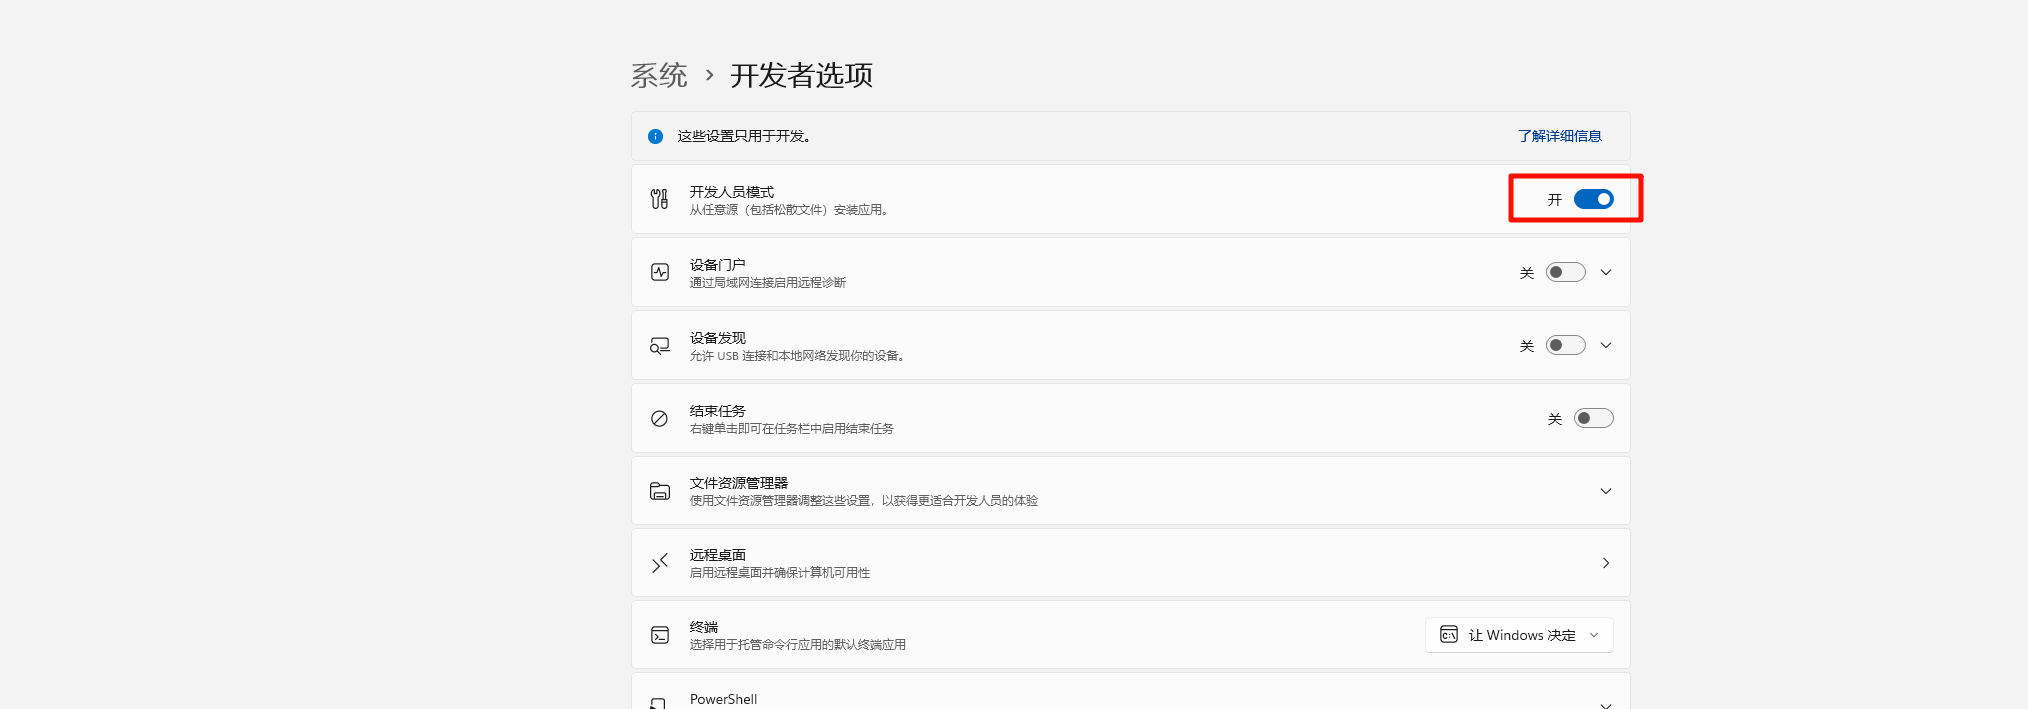 系统 › 开发者选项
这些设置只用于开发。 了解详细信息
开发人员模式
从任意源（包括松散文件）安装应用。
开
设备门户
通过局域网连接启用远程诊断
关
设备发现
允许 USB 连接和本地网络发现你的设备。
关
结束任务
右键单击即可在任务栏中启用结束任务
关
文件资源管理器
使用文件资源管理器调整这些设置，以获得更适合开发人员的体验
远程桌面
启用远程桌面并确保计算机可用性
终端
选择用于托管命令行应用的默认终端应用
让 Windows 决定
PowerShell